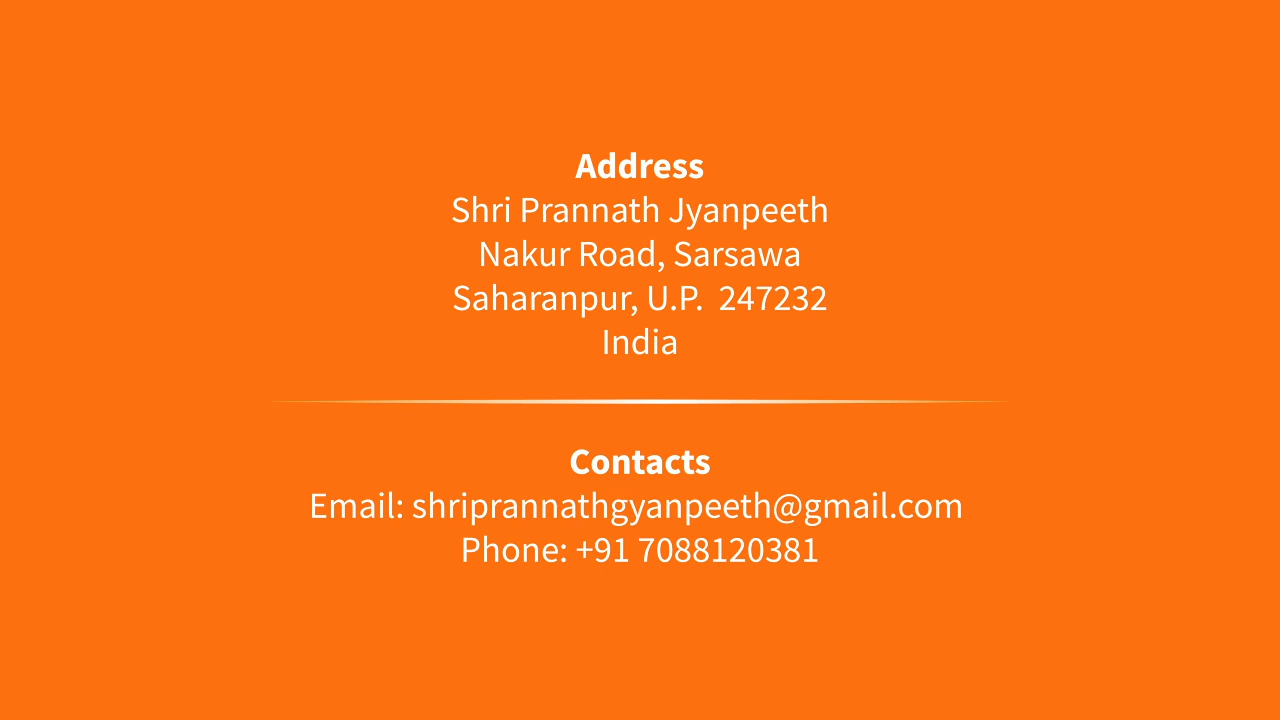 Address
Shri Prannath Jyanpeeth
Nakur Road, Sarsawa
Saharanpur, U.P.  247232
India
Contacts
Email: shriprannathgyanpeeth@gmail.com
Phone: +91 7088120381